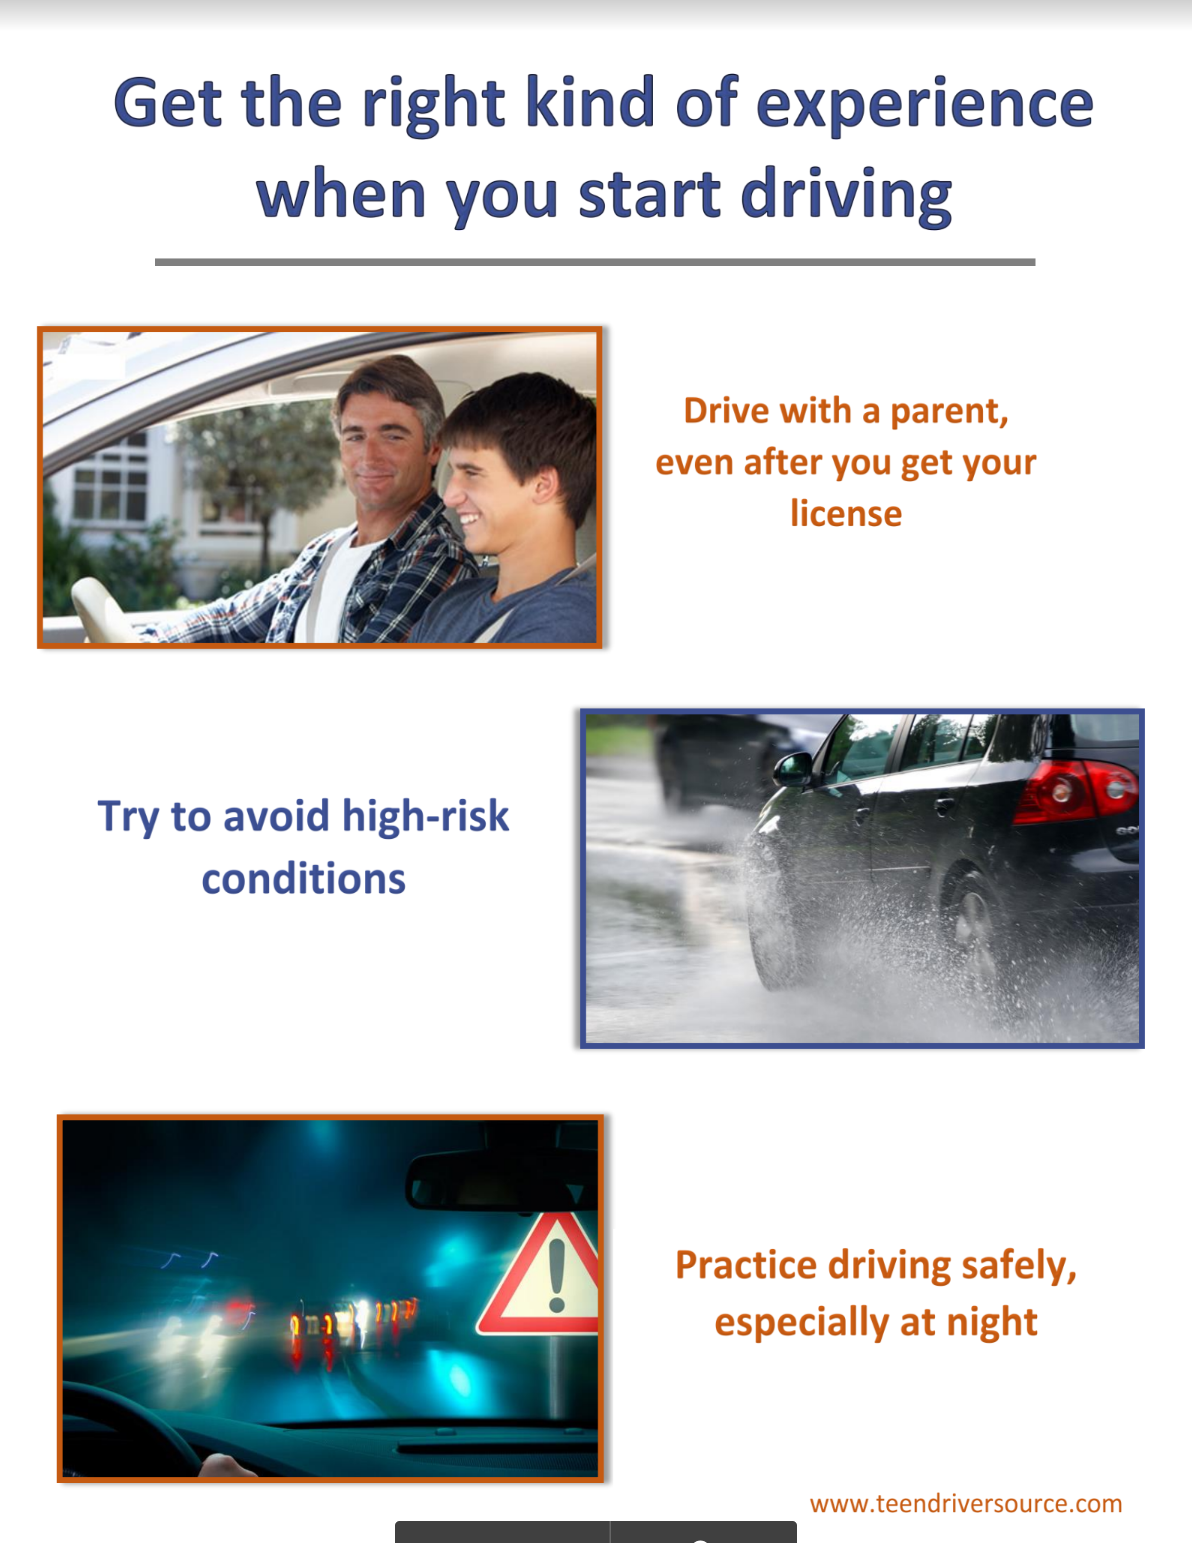 Get the right kind of experience
when you start driving
Drive with a parent,
even after you get your
license
Try to avoid high-risk
conditions
Practice driving safely,
especially at night
www.teendriversource.com